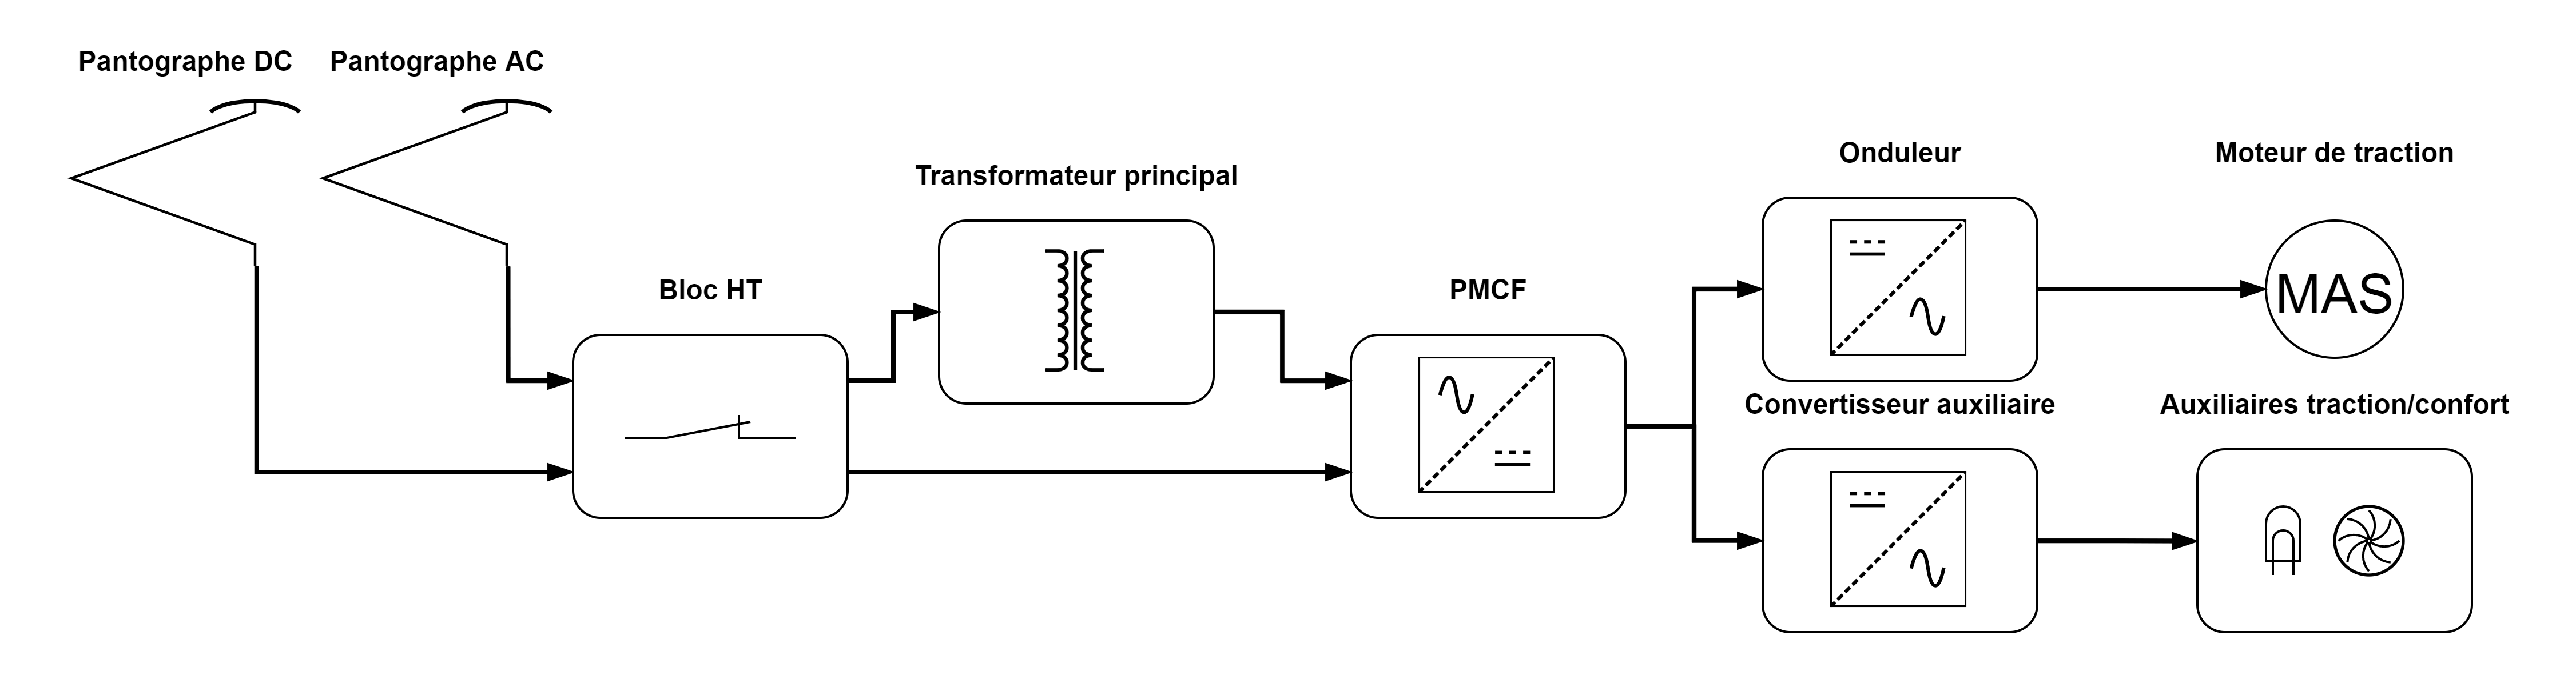 Pantographe DC
Pantographe AC
Transformateur principal
Onduleur
Moteur de traction
Bloc HT
PMCF
MAS
Convertisseur auxiliaire
Auxiliaires traction/confort